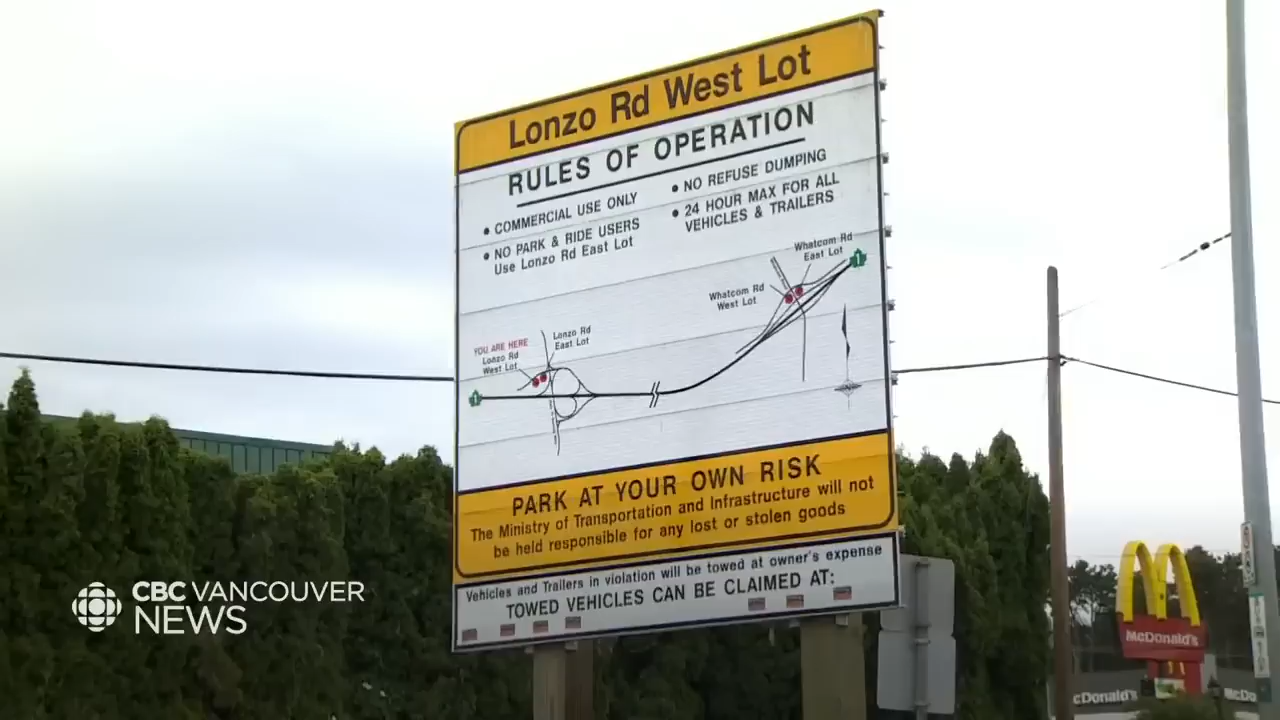 Lonzo Rd West Lot
RULES OF OPERATION
• COMMERCIAL USE ONLY
• NO PARK & RIDE USERS
Use Lonzo Rd East Lot
• NO REFUSE DUMPING
• 24 HOUR MAX FOR ALL
VEHICLES & TRAILERS
Whatcom Rd
East Lot
1
Whatcom Rd
West Lot
YOU ARE HERE
Lonzo Rd
West Lot
Lonzo Rd
East Lot
1
PARK AT YOUR OWN RISK
The Ministry of Transportation and Infrastructure will not
be held responsible for any lost or stolen goods
Vehicles and Trailers in violation will be towed at owner's expense
TOWED VEHICLES CAN BE CLAIMED AT:
CBC VANCOUVER
NEWS
McDonald's
cDonald's
McDo